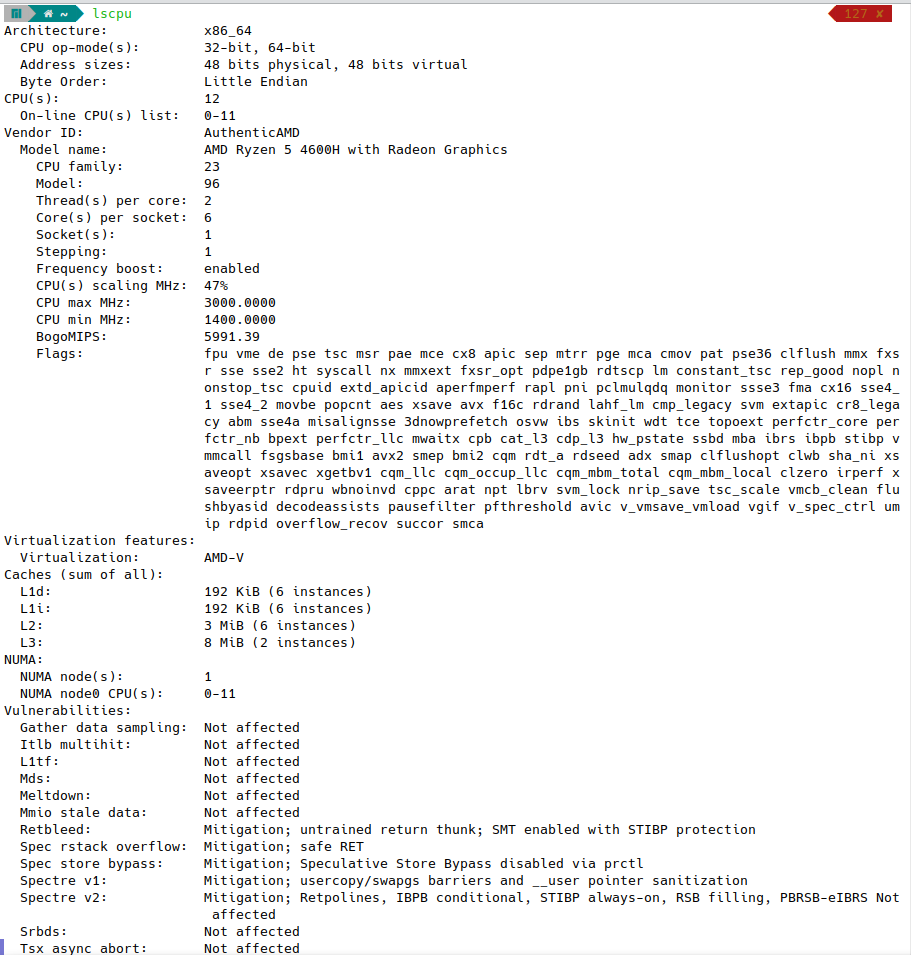 ~ lscpu 127 ✘
Architecture: x86_64
CPU op-mode(s): 32-bit, 64-bit
Address sizes: 48 bits physical, 48 bits virtual
Byte Order: Little Endian
CPU(s): 12
On-line CPU(s) list: 0-11
Vendor ID: AuthenticAMD
Model name: AMD Ryzen 5 4600H with Radeon Graphics
CPU family: 23
Model: 96
Thread(s) per core: 2
Core(s) per socket: 6
Socket(s): 1
Stepping: 1
Frequency boost: enabled
CPU(s) scaling MHz: 47%
CPU max MHz: 3000.0000
CPU min MHz: 1400.0000
BogoMIPS: 5991.39
Flags: fpu vme de pse tsc msr pae mce cx8 apic sep mtrr pge mca cmov pat pse36 clflush mmx fxs
r sse sse2 ht syscall nx mmxext fxsr_opt pdpe1gb rdtscp lm constant_tsc rep_good nopl n
onstop_tsc cpuid extd_apicid aperfmperf rapl pni pclmulqdq monitor ssse3 fma cx16 sse4_
1 sse4_2 movbe popcnt aes xsave avx f16c rdrand lahf_lm cmp_legacy svm extapic cr8_lega
cy abm sse4a misalignsse 3dnowprefetch osvw ibs skinit wdt tce topoext perfctr_core per
fctr_nb bpext perfctr_llc mwaitx cpb cat_l3 cdp_l3 hw_pstate ssbd mba ibrs ibpb stibp v
mmcall fsgsbase bmi1 avx2 smep bmi2 cqm rdt_a rdseed adx smap clflushopt clwb sha_ni xs
aveopt xsavec xgetbv1 cqm_llc cqm_occup_llc cqm_mbm_total cqm_mbm_local clzero irperf x
saveerptr rdpru wbnoinvd cppc arat npt lbrv svm_lock nrip_save tsc_scale vmcb_clean flu
shbyasid decodeassists pausefilter pfthreshold avic v_vmsave_vmload vgif v_spec_ctrl um
ip rdpid overflow_recov succor smca
Virtualization features:
Virtualization: AMD-V
Caches (sum of all):
L1d: 192 KiB (6 instances)
L1i: 192 KiB (6 instances)
L2: 3 MiB (6 instances)
L3: 8 MiB (2 instances)
NUMA:
NUMA node(s): 1
NUMA node0 CPU(s): 0-11
Vulnerabilities:
Gather data sampling: Not affected
Itlb multihit: Not affected
L1tf: Not affected
Mds: Not affected
Meltdown: Not affected
Mmio stale data: Not affected
Retbleed: Mitigation; untrained return thunk; SMT enabled with STIBP protection
Spec rstack overflow: Mitigation; safe RET
Spec store bypass: Mitigation; Speculative Store Bypass disabled via prctl
Spectre v1: Mitigation; usercopy/swapgs barriers and __user pointer sanitization
Spectre v2: Mitigation; Retpolines, IBPB conditional, STIBP always-on, RSB filling, PBRSB-eIBRS Not
affected
Srbds: Not affected
Tsx async abort: Not affected